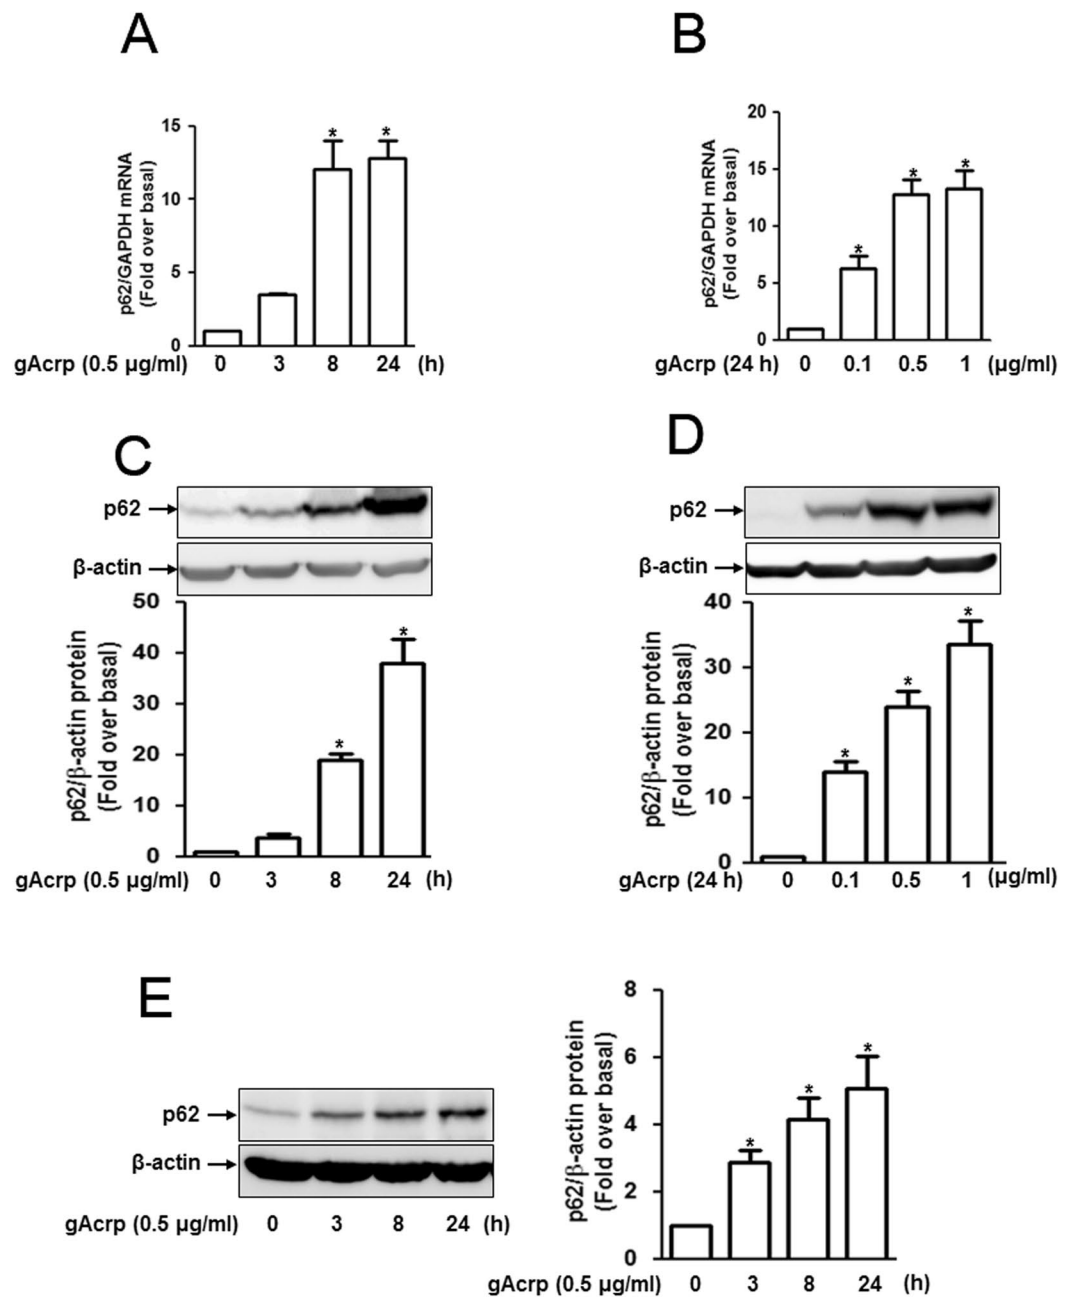 A
p62/GAPDH mRNA
(Fold over basal)
15
10
5
0
* *
gAcrp (0.5 µg/ml) 0 3 8 24 (h)
B
p62/GAPDH mRNA
(Fold over basal)
20
15
10
5
0
* * *
gAcrp (24 h) 0 0.1 0.5 1 (µg/ml)
C
p62
β-actin
p62/β-actin protein
(Fold over basal)
50
40
30
20
10
0
* *
gAcrp (0.5 µg/ml) 0 3 8 24 (h)
D
p62
β-actin
p62/β-actin protein
(Fold over basal)
40
30
20
10
0
* * *
gAcrp (24 h) 0 0.1 0.5 1 (µg/ml)
E
p62
β-actin
gAcrp (0.5 µg/ml) 0 3 8 24 (h)
p62/β-actin protein
(Fold over basal)
8
6
4
2
0
* * *
gAcrp (0.5 µg/ml) 0 3 8 24 (h)